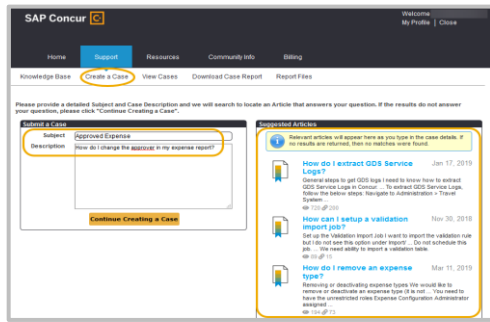 SAP Concur C
Welcome
My Profile | Close
Home Support Resources Community Info Billing
Knowledge Base Create a Case View Cases Download Case Report Report Files
Please provide a detailed Subject and Case Description and we will search to locate an Article that answers your question. If the results do not answer
your question, please click "Continue Creating a Case".
Submit a Case
Subject Approved Expense
Description How do I change the approver in my expense report?
Continue Creating a Case
Suggested Articles
Relevant articles will appear here as you type in the case details. If
no results are returned, then no matches were found.
How do I extract GDS Service Jan 17, 2019
Logs?
General steps to get GDS logs I need to know how to extract
GDS Service Logs in Concur ... To extract GDS Service Logs,
follow the below steps: Navigate to Administration > Travel
System...
720 200
How can I setup a validation Nov 30, 2018
import job?
Set up the Validation Import Job I want to import the validation rule
but I do not see this option under Import/ ... Do not schedule this
job. ... We need ability to import a validation table.
89 15
How do I remove an expense Mar 11, 2019
type?
Removing or deactivating expense types We would like to
remove or deactivate an expense type (it is not ... You need to
have the unrestricted roles Expense Configuration Administrator
assigned ...
194 73